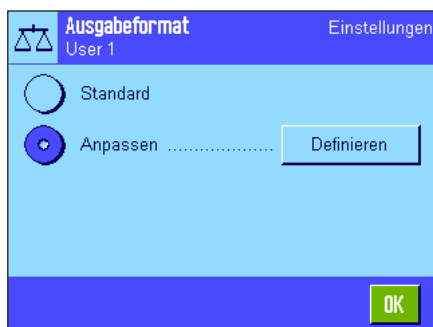 Ausgabeformat Einstellungen
User 1
Standard
Anpassen .................... Definieren
OK